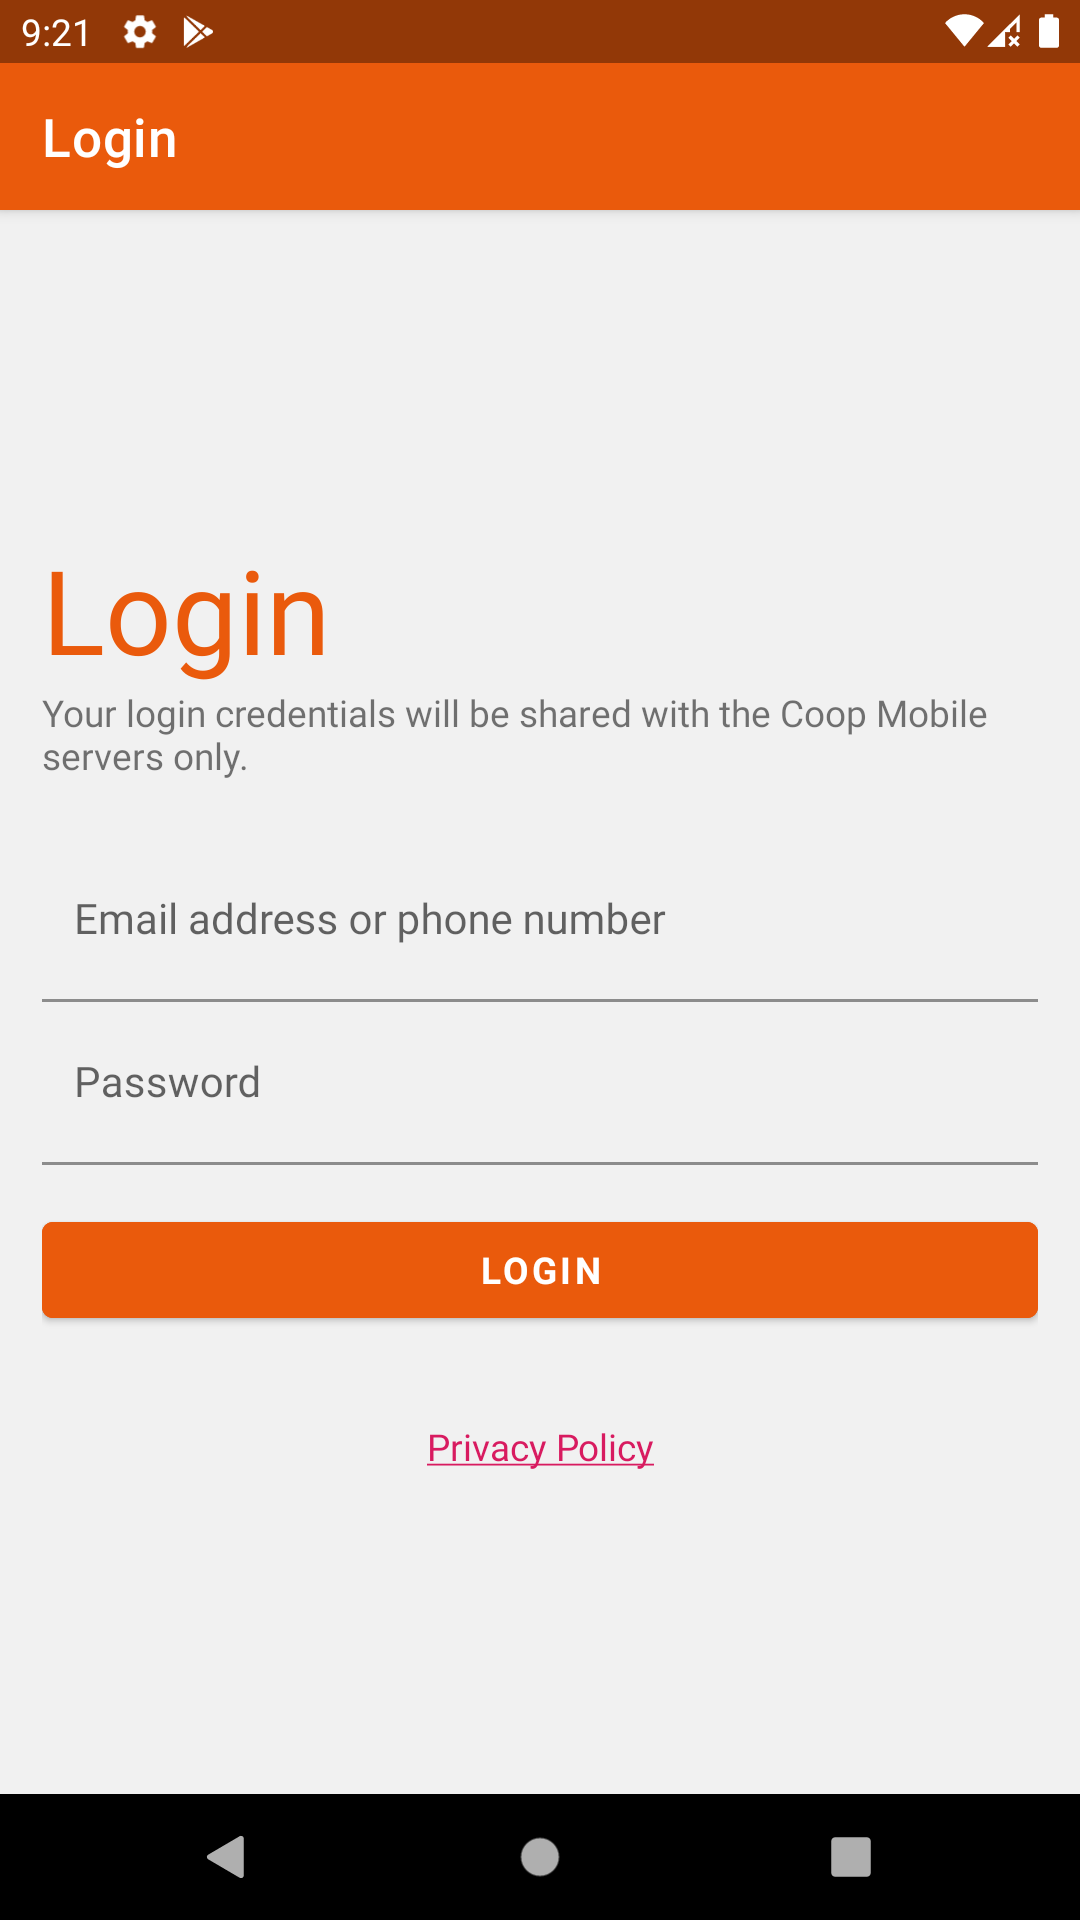 9:21
Login
Login
Your login credentials will be shared with the Coop Mobile
servers only.
Email address or phone number
Password
LOGIN
Privacy Policy